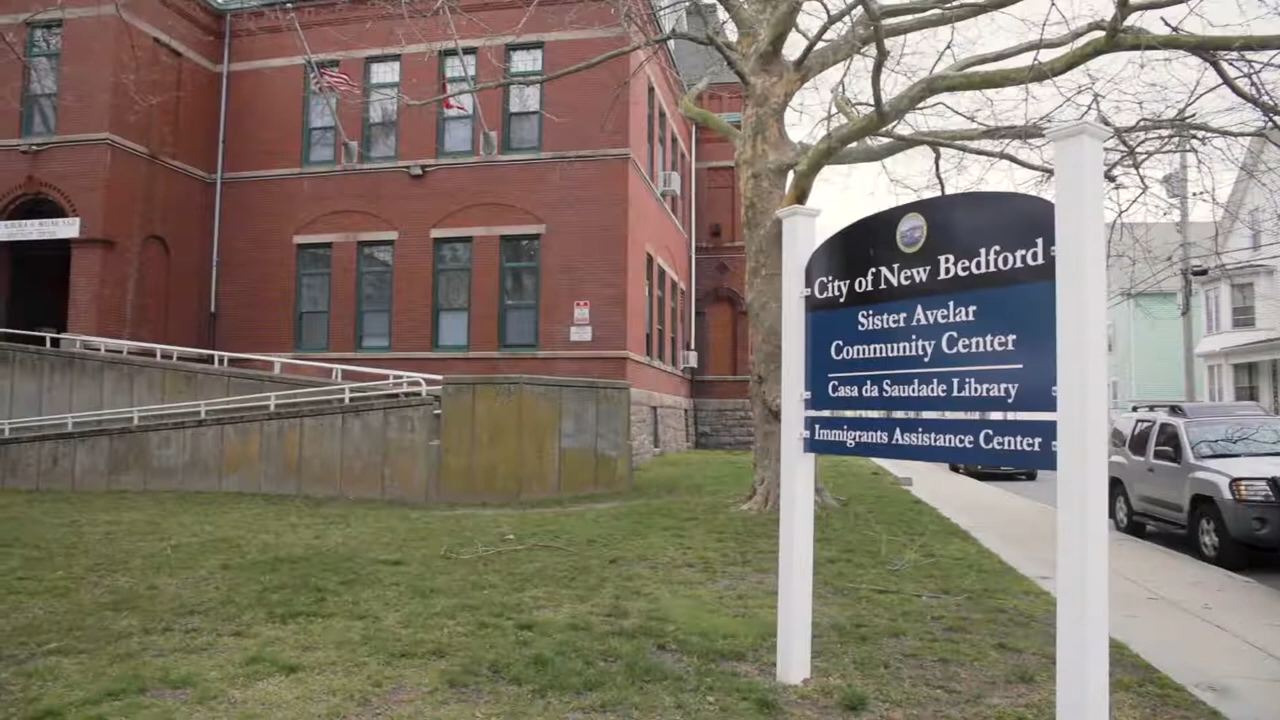 City of New Bedford
Sister Avelar
Community Center
Casa da Saudade Library
Immigrants Assistance Center